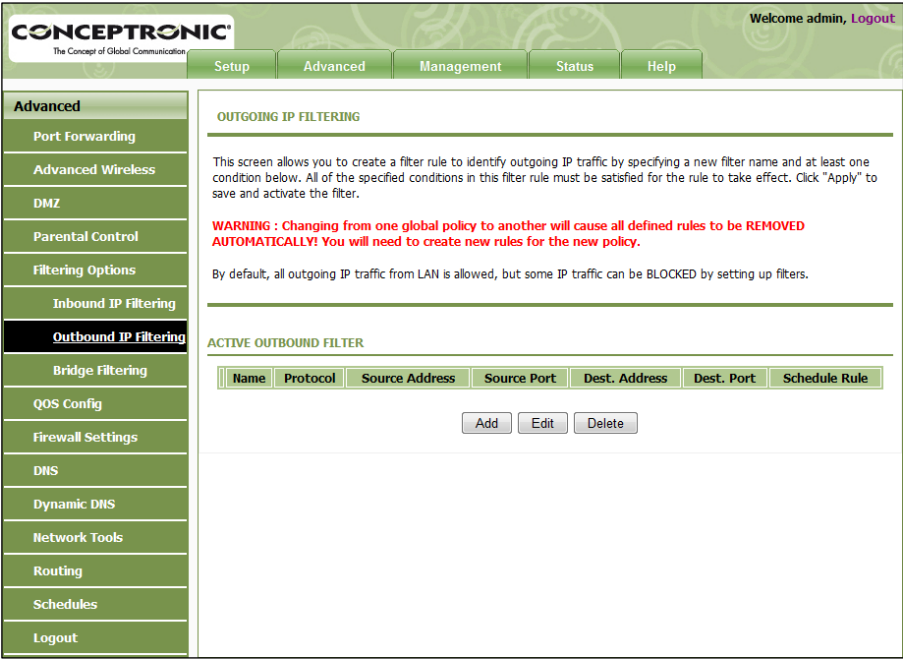 CONCEPTRONIC
The Concept of Global Communication
Welcome admin, Logout
Setup Advanced Management Status Help
Advanced
Port Forwarding
Advanced Wireless
DMZ
Parental Control
Filtering Options
Inbound IP Filtering
Outbound IP Filtering
Bridge Filtering
QOS Config
Firewall Settings
DNS
Dynamic DNS
Network Tools
Routing
Schedules
Logout
OUTGOING IP FILTERING
This screen allows you to create a filter rule to identify outgoing IP traffic by specifying a new filter name and at least one
condition below. All of the specified conditions in this filter rule must be satisfied for the rule to take effect. Click "Apply" to
save and activate the filter.
WARNING : Changing from one global policy to another will cause all defined rules to be REMOVED
AUTOMATICALLY! You will need to create new rules for the new policy.
By default, all outgoing IP traffic from LAN is allowed, but some IP traffic can be BLOCKED by setting up filters.
ACTIVE OUTBOUND FILTER
Name Protocol Source Address Source Port Dest. Address Dest. Port Schedule Rule
Add Edit Delete